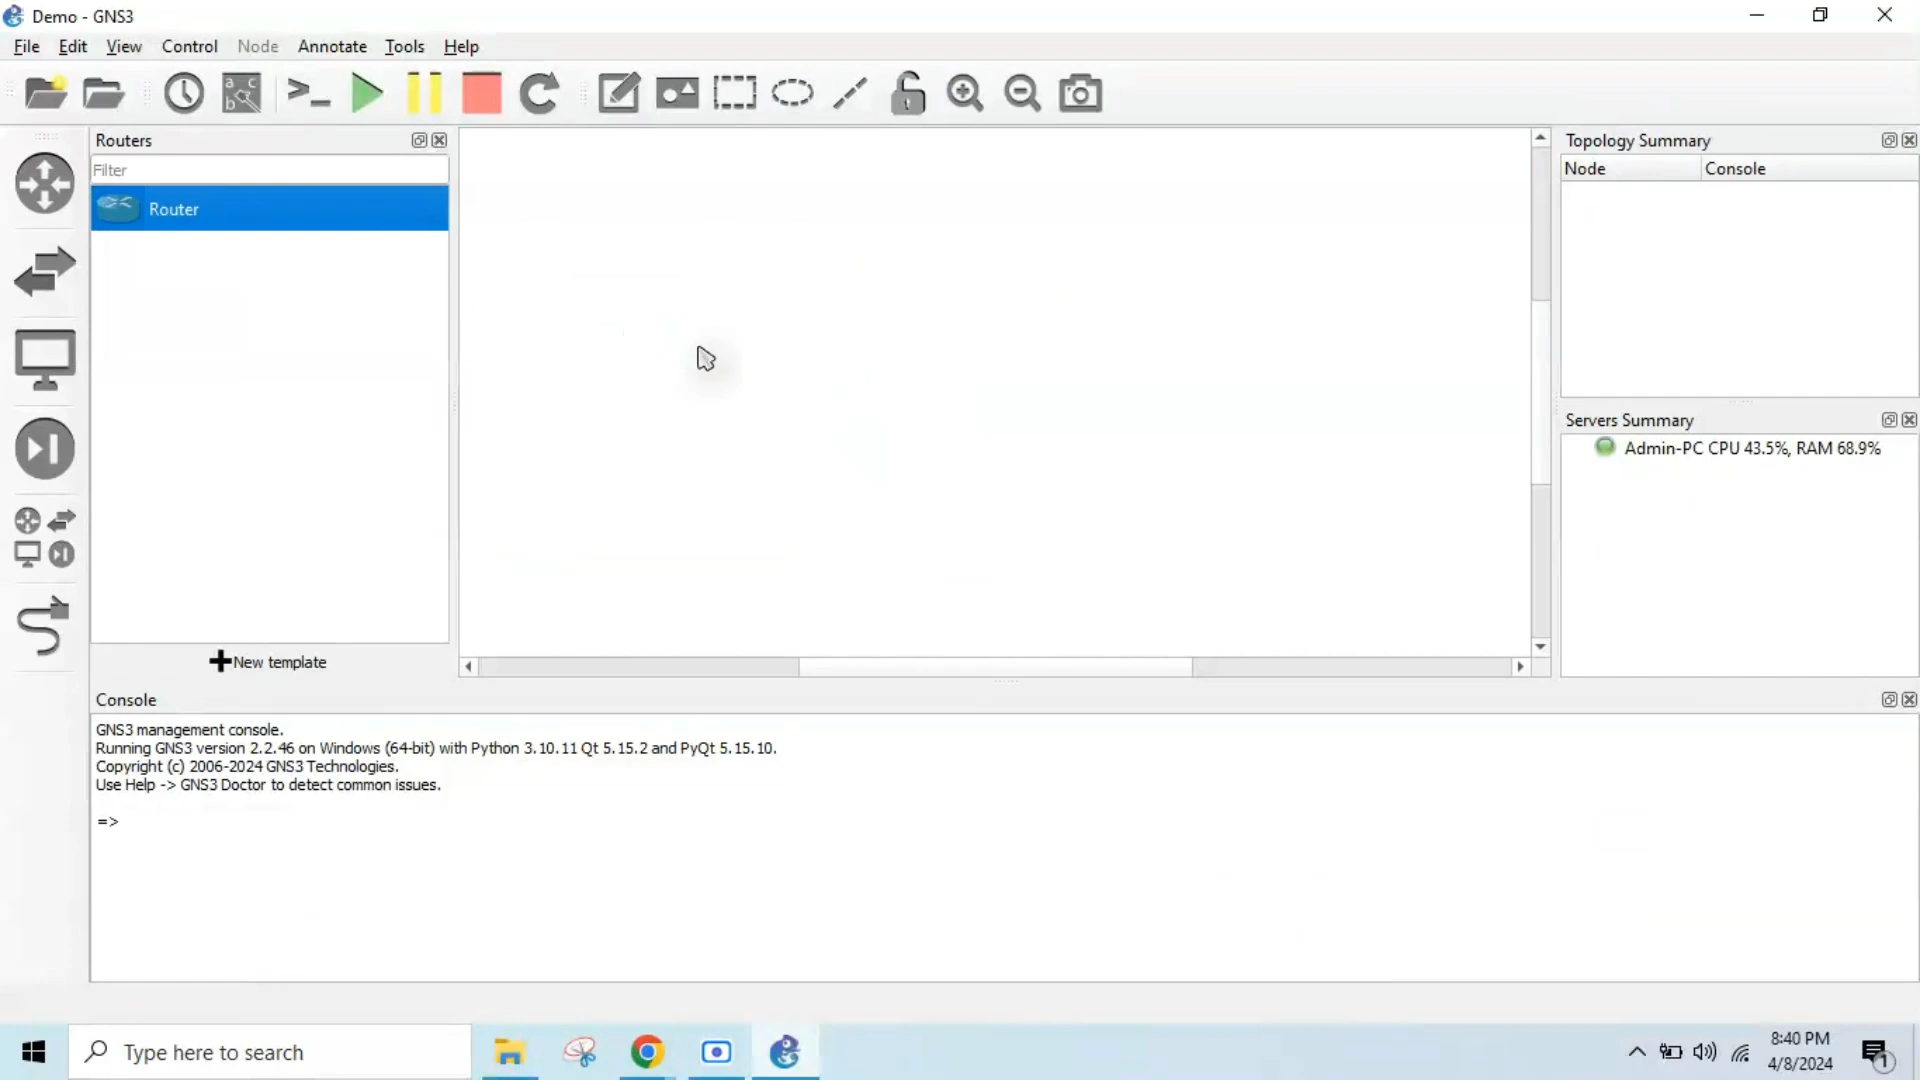 Demo - GNS3
File Edit View Control Node Annotate Tools Help
Routers
Filter
Router
New template
Topology Summary
Node Console
Servers Summary
Admin-PC CPU 43.5%, RAM 68.9%
Console
GNS3 management console.
Running GNS3 version 2.2.46 on Windows (64-bit) with Python 3.10.11 Qt 5.15.2 and PyQt 5.15.10.
Copyright (c) 2006-2024 GNS3 Technologies.
Use Help -> GNS3 Doctor to detect common issues.
=>
Type here to search
8:40 PM
4/8/2024
1